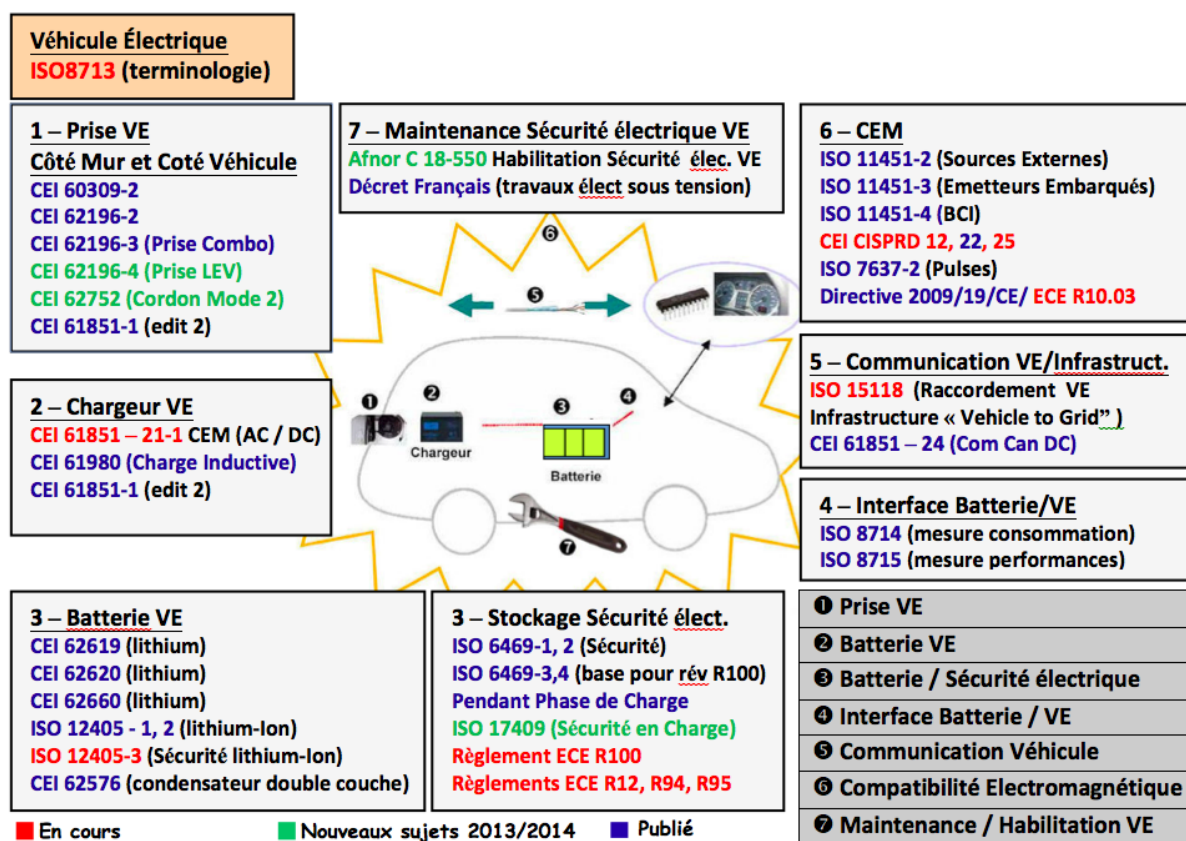 Véhicule Électrique
ISO8713 (terminologie)
1 – Prise VE
Côté Mur et Coté Véhicule
CEI 60309-2
CEI 62196-2
CEI 62196-3 (Prise Combo)
CEI 62196-4 (Prise LEV)
CEI 62752 (Cordon Mode 2)
CEI 61851-1 (edit 2)
7 – Maintenance Sécurité électrique VE
Afnor C 18-550 Habilitation Sécurité élec. VE
Décret Français (travaux élect sous tension)
6 – CEM
ISO 11451-2 (Sources Externes)
ISO 11451-3 (Emetteurs Embarqués)
ISO 11451-4 (BCI)
CEI CISPRD 12, 22, 25
ISO 7637-2 (Pulses)
Directive 2009/19/CE/ ECE R10.03
❻
❺
❶
❷
❸
❹
Chargeur
Batterie
❼
2 – Chargeur VE
CEI 61851 – 21-1 CEM (AC / DC)
CEI 61980 (Charge Inductive)
CEI 61851-1 (edit 2)
5 – Communication VE/Infrastruct.
ISO 15118 (Raccordement VE
Infrastructure « Vehicle to Grid” )
CEI 61851 – 24 (Com Can DC)
4 – Interface Batterie/VE
ISO 8714 (mesure consommation)
ISO 8715 (mesure performances)
3 – Batterie VE
CEI 62619 (lithium)
CEI 62620 (lithium)
CEI 62660 (lithium)
ISO 12405 - 1, 2 (lithium-Ion)
ISO 12405-3 (Sécurité lithium-Ion)
CEI 62576 (condensateur double couche)
3 – Stockage Sécurité élect.
ISO 6469-1, 2 (Sécurité)
ISO 6469-3,4 (base pour rév R100)
Pendant Phase de Charge
ISO 17409 (Sécurité en Charge)
Règlement ECE R100
Règlements ECE R12, R94, R95
❶ Prise VE
❷ Batterie VE
❸ Batterie / Sécurité électrique
❹ Interface Batterie / VE
❺ Communication Véhicule
❻ Compatibilité Electromagnétique
❼ Maintenance / Habilitation VE
En cours
Nouveaux sujets 2013/2014
Publié